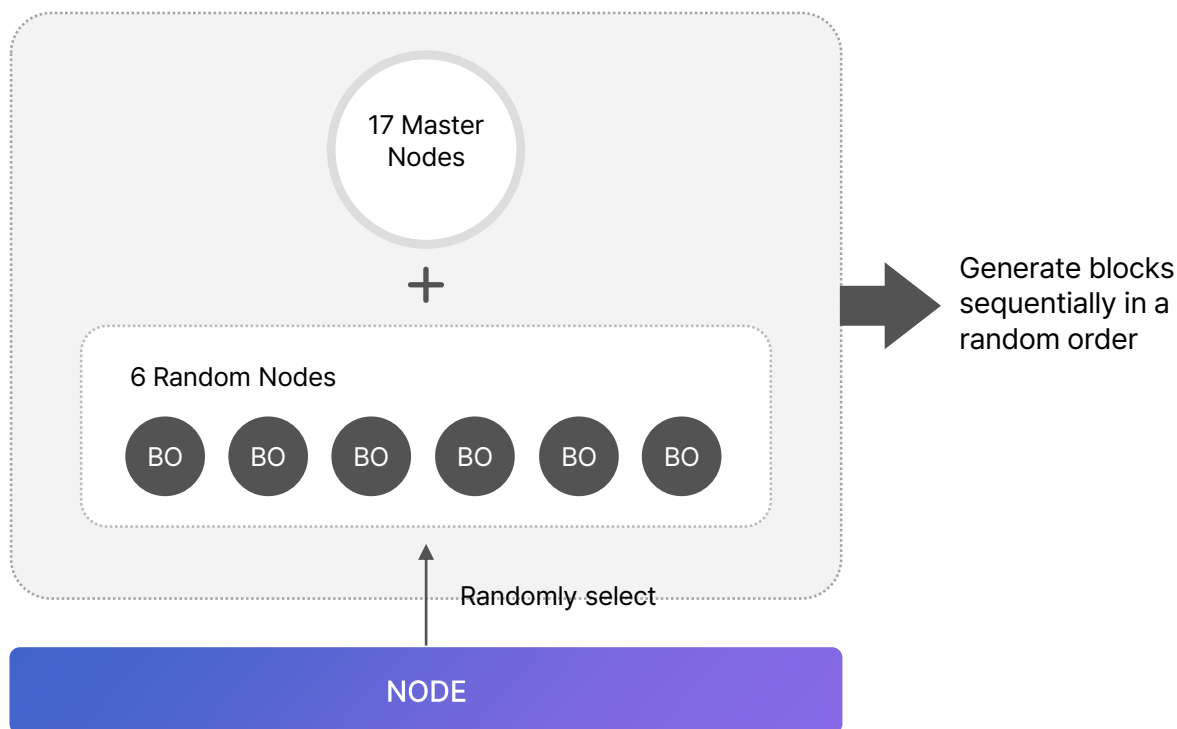 17 Master
Nodes
Generate blocks
sequentially in a
random order
6 Random Nodes
BO BO BO BO BO BO
Randomly select
NODE